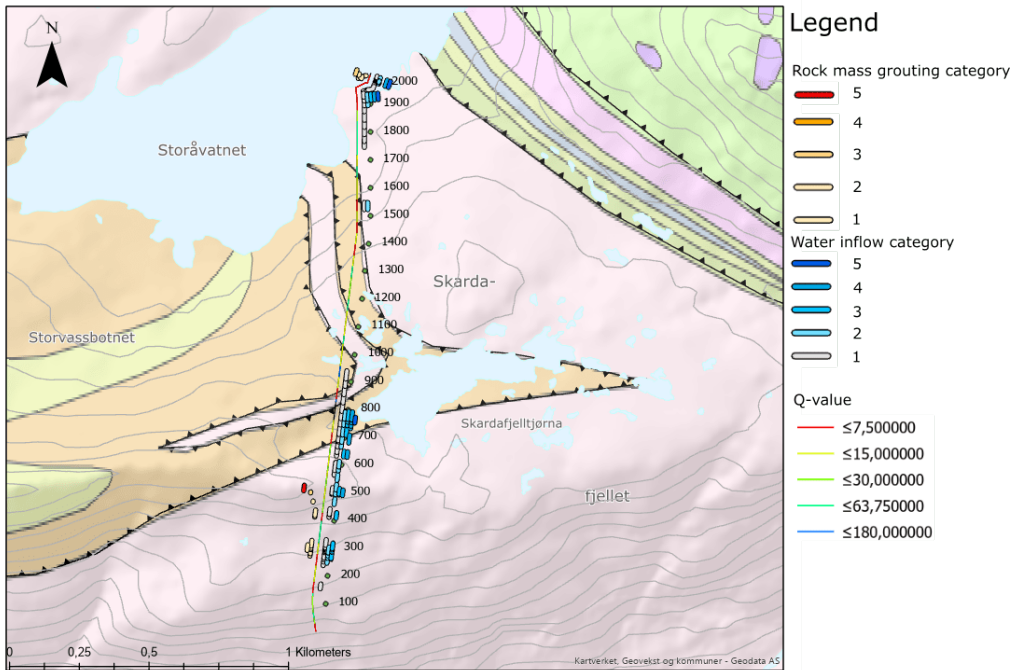 N
Legend
Rock mass grouting category
5
4
3
2
1
Water inflow category
5
4
3
2
1
Q-value
≤7,500000
≤15,000000
≤30,000000
≤63,750000
≤180,000000
Storåvatnet
Skarda-
Storvassbotnet
Skardafjelltjørna
fjellet
2000
1900
1800
1700
1600
1500
1400
1300
1200
1100
1000
900
800
700
600
500
400
300
200
100
0 0,25 0,5 1 Kilometers
Kartverket, Geovekst og kommuner - Geodata AS